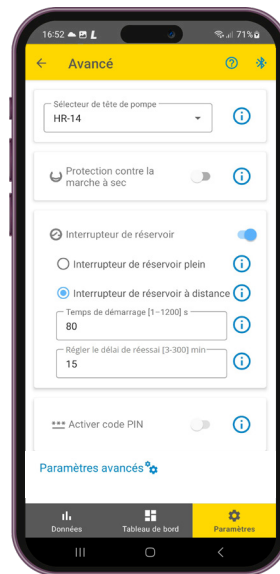 16:52 71%
Avancé
Sélecteur de tête de pompe
HR-14
Protection contre la
marche à sec
Interrupteur de réservoir
Interrupteur de réservoir plein
Interrupteur de réservoir à distance
Temps de démarrage [1-1200] s
80
Régler le délai de réessai [3-300] min
15
Activer code PIN
Paramètres avancés
Données Tableau de bord Paramètres